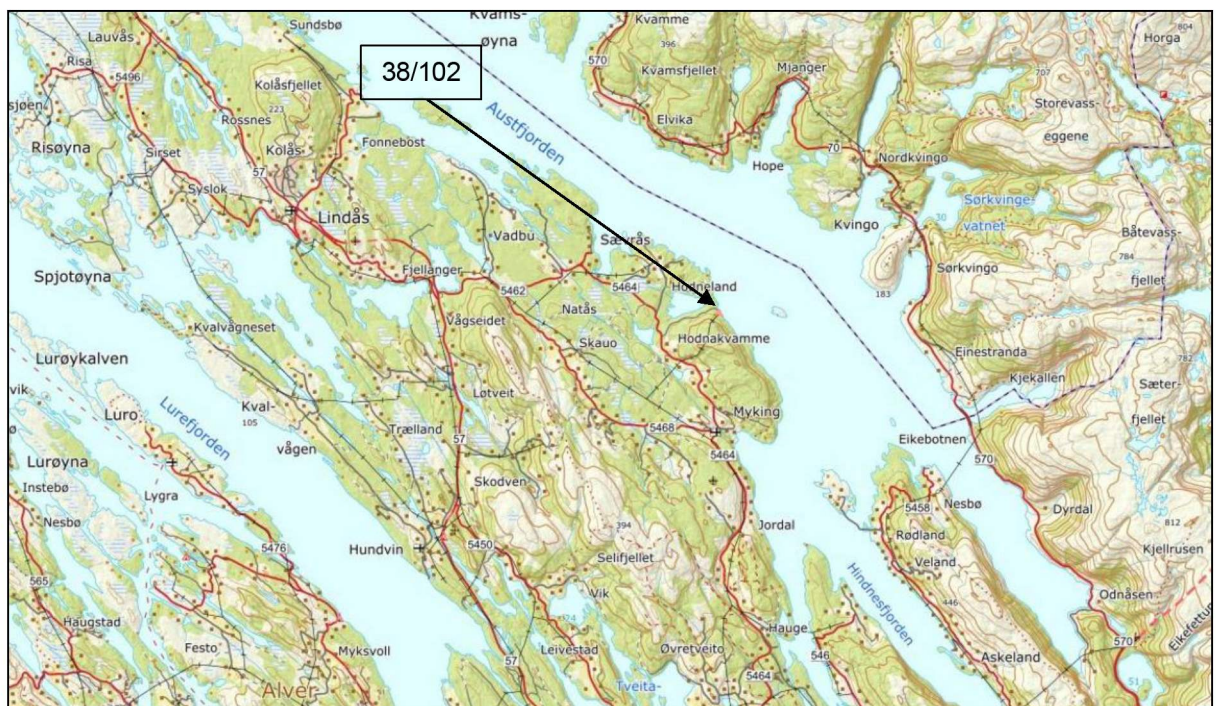 Sundsbø
Kvams-
øyna
Kvamme
396
804
Horga
Lauvås
Risa
5496
Kolåsfjellet
223
38/102
570
Kvamsfjellet
Mjanger
707
Storevass-
eggene
Risøyna
Rossnes
Kolås-
Fonnebøst
Austfjorden
Elvika
Sirset
57
Syslok
Hope
70
Nordkvingo
Lindås
Vadbu
Sævrås
Kvingo
30
Sørkvinge-
vatnet
Båtevass-
784
fjellet
Spjotøyna
Fjellanger
5462
5464
Hodneland
183
Sørkvingo
Kvalvågneset
Vågseidet
Natås
Skauo
Hodnakvamme
Einestranda
Lurøykalven
Kjekallen
782
Sæter-
fjellet
vik
Luro
Lurefjorden
Kval-
105
vågen
Løtveit
Trælland
57
5468
Myking
5464
Eikebotnen
570
Lurøyna
Instebø
Lygra
Skodven
394
5458
Nesbø
Dyrdal
Nesbø
5476
Hundvin
5450
Selifjellet
Jordal
Rødland
Veland
812
Kjellrusen
565
Haugstad
Vik
Hindnesfjorden
446
Odnåsen
Festo
Myksvoll
57
Leivestad
Øvretveito
Hauge
546
Askeland
570
Alver
Tveita-
5464
51